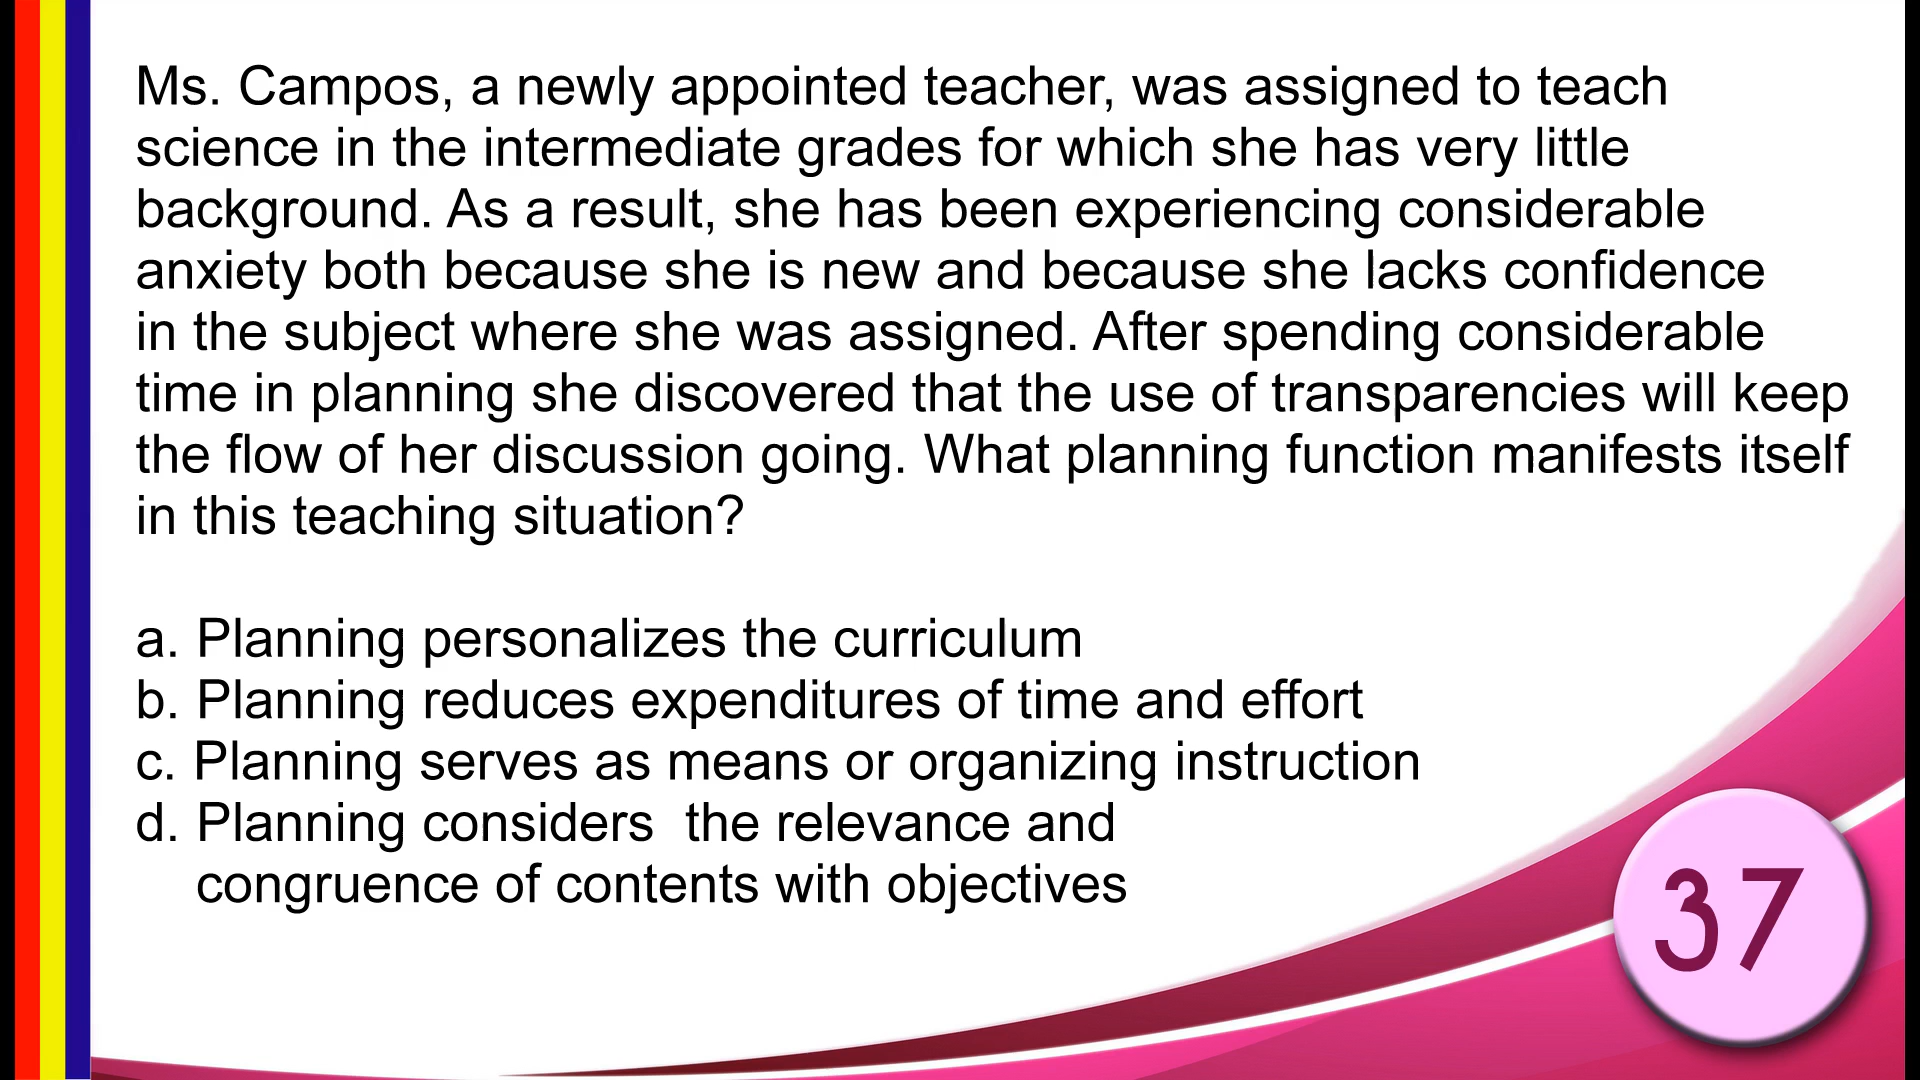 Ms. Campos, a newly appointed teacher, was assigned to teach
science in the intermediate grades for which she has very little
background. As a result, she has been experiencing considerable
anxiety both because she is new and because she lacks confidence
in the subject where she was assigned. After spending considerable
time in planning she discovered that the use of transparencies will keep
the flow of her discussion going. What planning function manifests itself
in this teaching situation?
a. Planning personalizes the curriculum
b. Planning reduces expenditures of time and effort
c. Planning serves as means or organizing instruction
d. Planning considers  the relevance and
congruence of contents with objectives
37